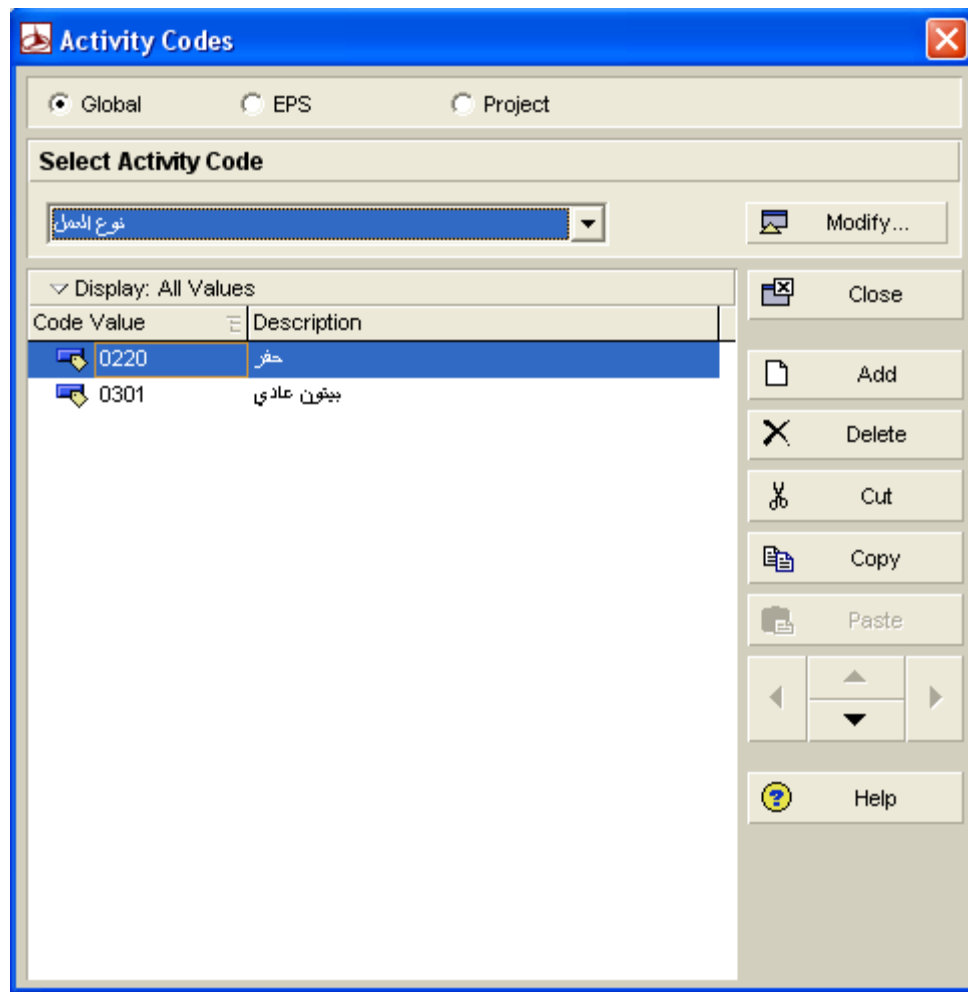 Activity Codes
Global EPS Project
Select Activity Code
نوع العمل
Modify...
Display: All Values
Close
Code Value Description
0220 حفر
Add
0301 بيتون عادي
Delete
Cut
Copy
Paste
Help